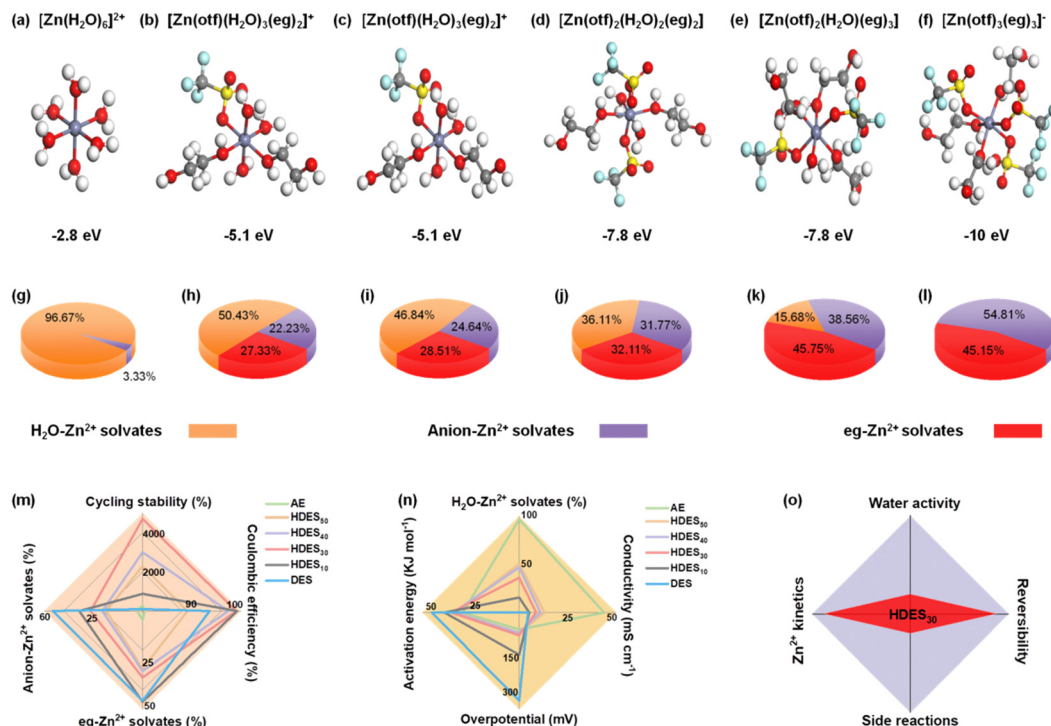 (a) [Zn(H₂O)₆]²⁺ (b) [Zn(otf)(H₂O)₃(eg)₂]⁺ (c) [Zn(otf)(H₂O)₃(eg)₂]⁺ (d) [Zn(otf)₂(H₂O)₂(eg)₂] (e) [Zn(otf)₂(H₂O)(eg)₃] (f) [Zn(otf)₃(eg)₃]⁻
-2.8 eV -5.1 eV -5.1 eV -7.8 eV -7.8 eV -10 eV
(g) (h) (i) (j) (k) (l)
96.67% 3.33%
50.43% 22.23% 27.33%
46.84% 24.64% 28.51%
36.11% 31.77% 32.11%
15.68% 38.56% 45.75%
54.81% 45.15%
H₂O-Zn²⁺ solvates Anion-Zn²⁺ solvates eg-Zn²⁺ solvates
(m)
Cycling stability (%)
AE
HDES₅₀
HDES₄₀
HDES₃₀
HDES₁₀
DES
Coulombic efficiency (%)
Anion-Zn²⁺ solvates (%)
4000
2000
90 100
60 25
25
50
eg-Zn²⁺ solvates (%)
(n)
H₂O-Zn²⁺ solvates (%)
AE
HDES₅₀
HDES₄₀
HDES₃₀
HDES₁₀
DES
Conductivity (mS cm⁻¹)
Activation energy (KJ mol⁻¹)
100
50
50 25
25 50
150
300
Overpotential (mV)
(o)
Water activity
Zn²⁺ kinetics
HDES₃₀
Reversibility
Side reactions